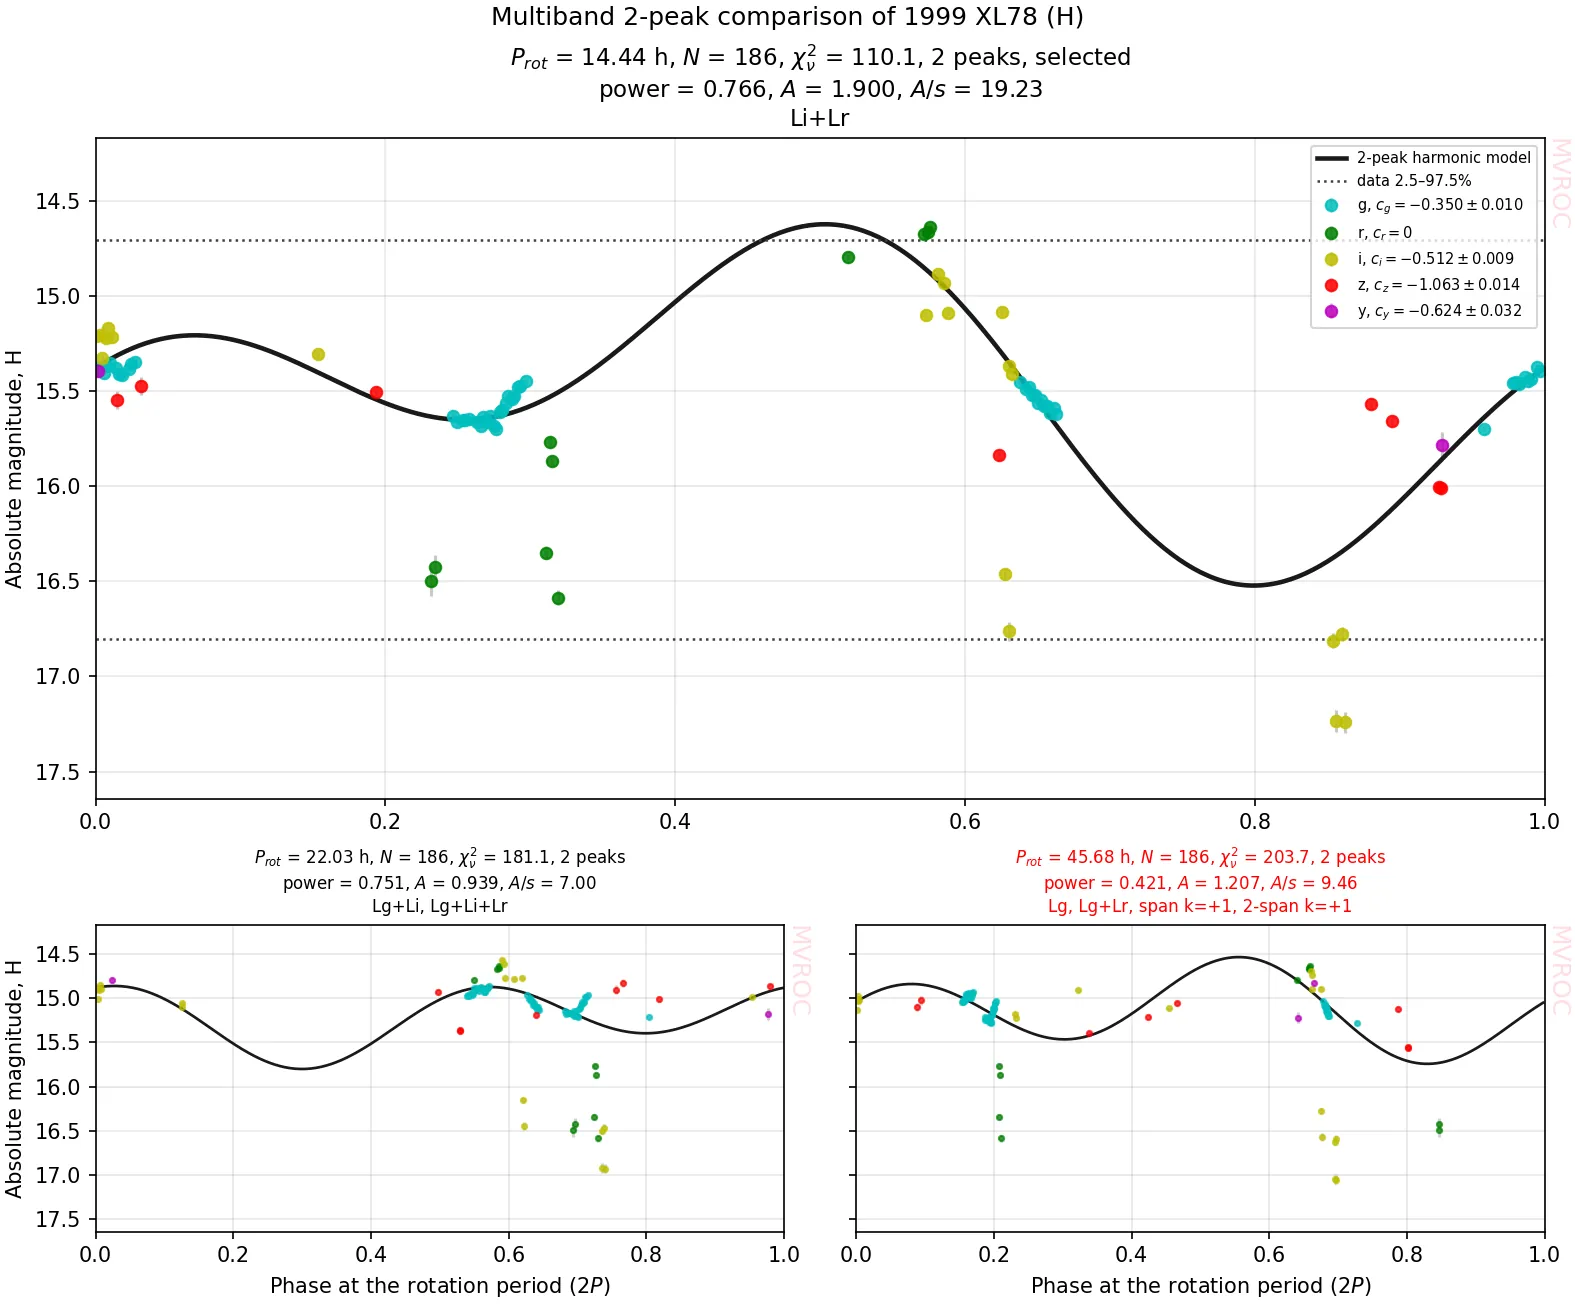 Multiband 2-peak comparison of 1999 XL78 (H)
P_rot = 14.44 h, N = 186, χ²_ν = 110.1, 2 peaks, selected
power = 0.766, A = 1.900, A/s = 19.23
Li+Lr
2-peak harmonic model
data 2.5–97.5%
g, c_g = −0.350 ± 0.010
r, c_r = 0
i, c_i = −0.512 ± 0.009
z, c_z = −1.063 ± 0.014
y, c_y = −0.624 ± 0.032
MVROC
Absolute magnitude, H
14.5
15.0
15.5
16.0
16.5
17.0
17.5
0.0 0.2 0.4 0.6 0.8 1.0
P_rot = 22.03 h, N = 186, χ²_ν = 181.1, 2 peaks
power = 0.751, A = 0.939, A/s = 7.00
Lg+Li, Lg+Li+Lr
MVROC
Absolute magnitude, H
14.5
15.0
15.5
16.0
16.5
17.0
17.5
0.0 0.2 0.4 0.6 0.8 1.0
Phase at the rotation period (2P)
P_rot = 45.68 h, N = 186, χ²_ν = 203.7, 2 peaks
power = 0.421, A = 1.207, A/s = 9.46
Lg, Lg+Lr, span k=+1, 2-span k=+1
MVROC
0.0 0.2 0.4 0.6 0.8 1.0
Phase at the rotation period (2P)